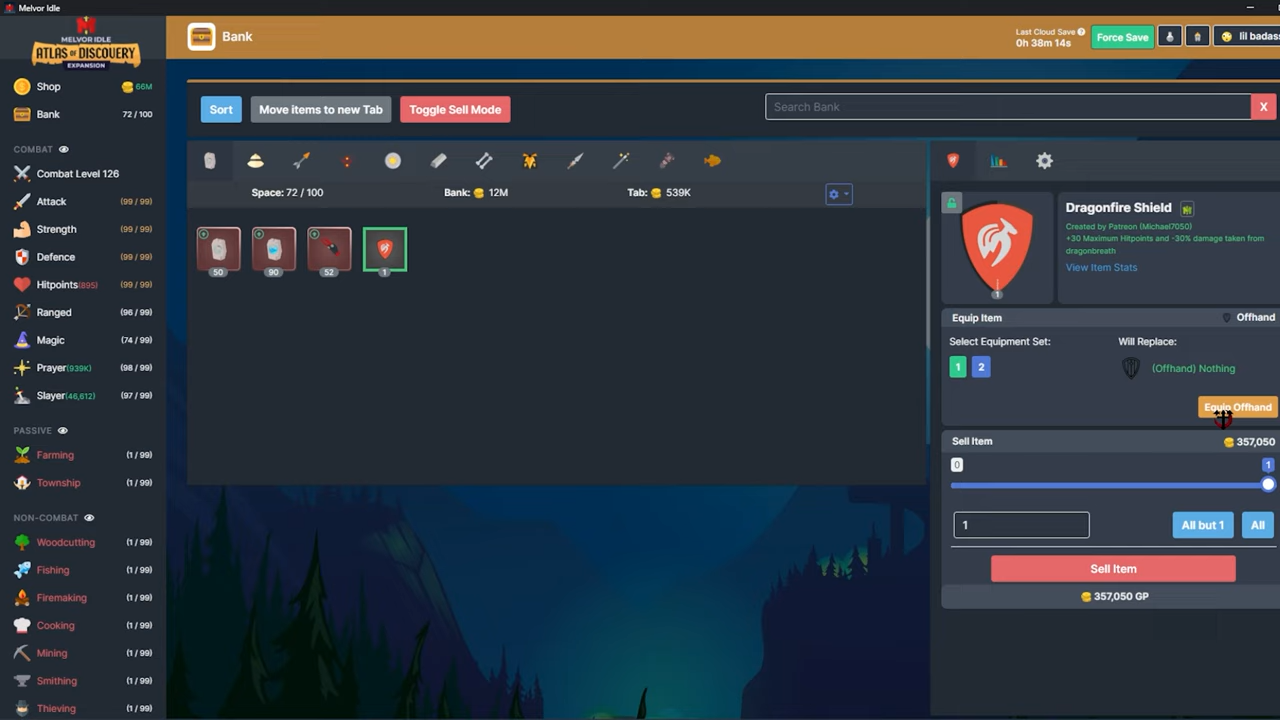 Melvor Idle
MELVOR IDLE
ATLAS OF DISCOVERY
EXPANSION
Bank
Last Cloud Save
0h 38m 14s
Force Save
lil badass
Shop
66M
Bank
72 / 100
COMBAT
Combat Level 126
Attack
(99 / 99)
Strength
(99 / 99)
Defence
(99 / 99)
Hitpoints(895)
(99 / 99)
Ranged
(96 / 99)
Magic
(74 / 99)
Prayer(939K)
(98 / 99)
Slayer(46,612)
(97 / 99)
PASSIVE
Farming
(1 / 99)
Township
(1 / 99)
NON-COMBAT
Woodcutting
(1 / 99)
Fishing
(1 / 99)
Firemaking
(1 / 99)
Cooking
(1 / 99)
Mining
(1 / 99)
Smithing
(1 / 99)
Thieving
(1 / 99)
Sort
Move items to new Tab
Toggle Sell Mode
Search Bank
X
Space: 72 / 100
Bank: 12M
Tab: 539K
50
90
52
1
1
Dragonfire Shield
Created by Patreon (Michael7050)
+30 Maximum Hitpoints and -30% damage taken from
dragonbreath
View Item Stats
Equip Item
Offhand
Select Equipment Set:
Will Replace:
1
2
(Offhand) Nothing
Equip Offhand
Sell Item
357,050
0
1
1
All but 1
All
Sell Item
357,050 GP